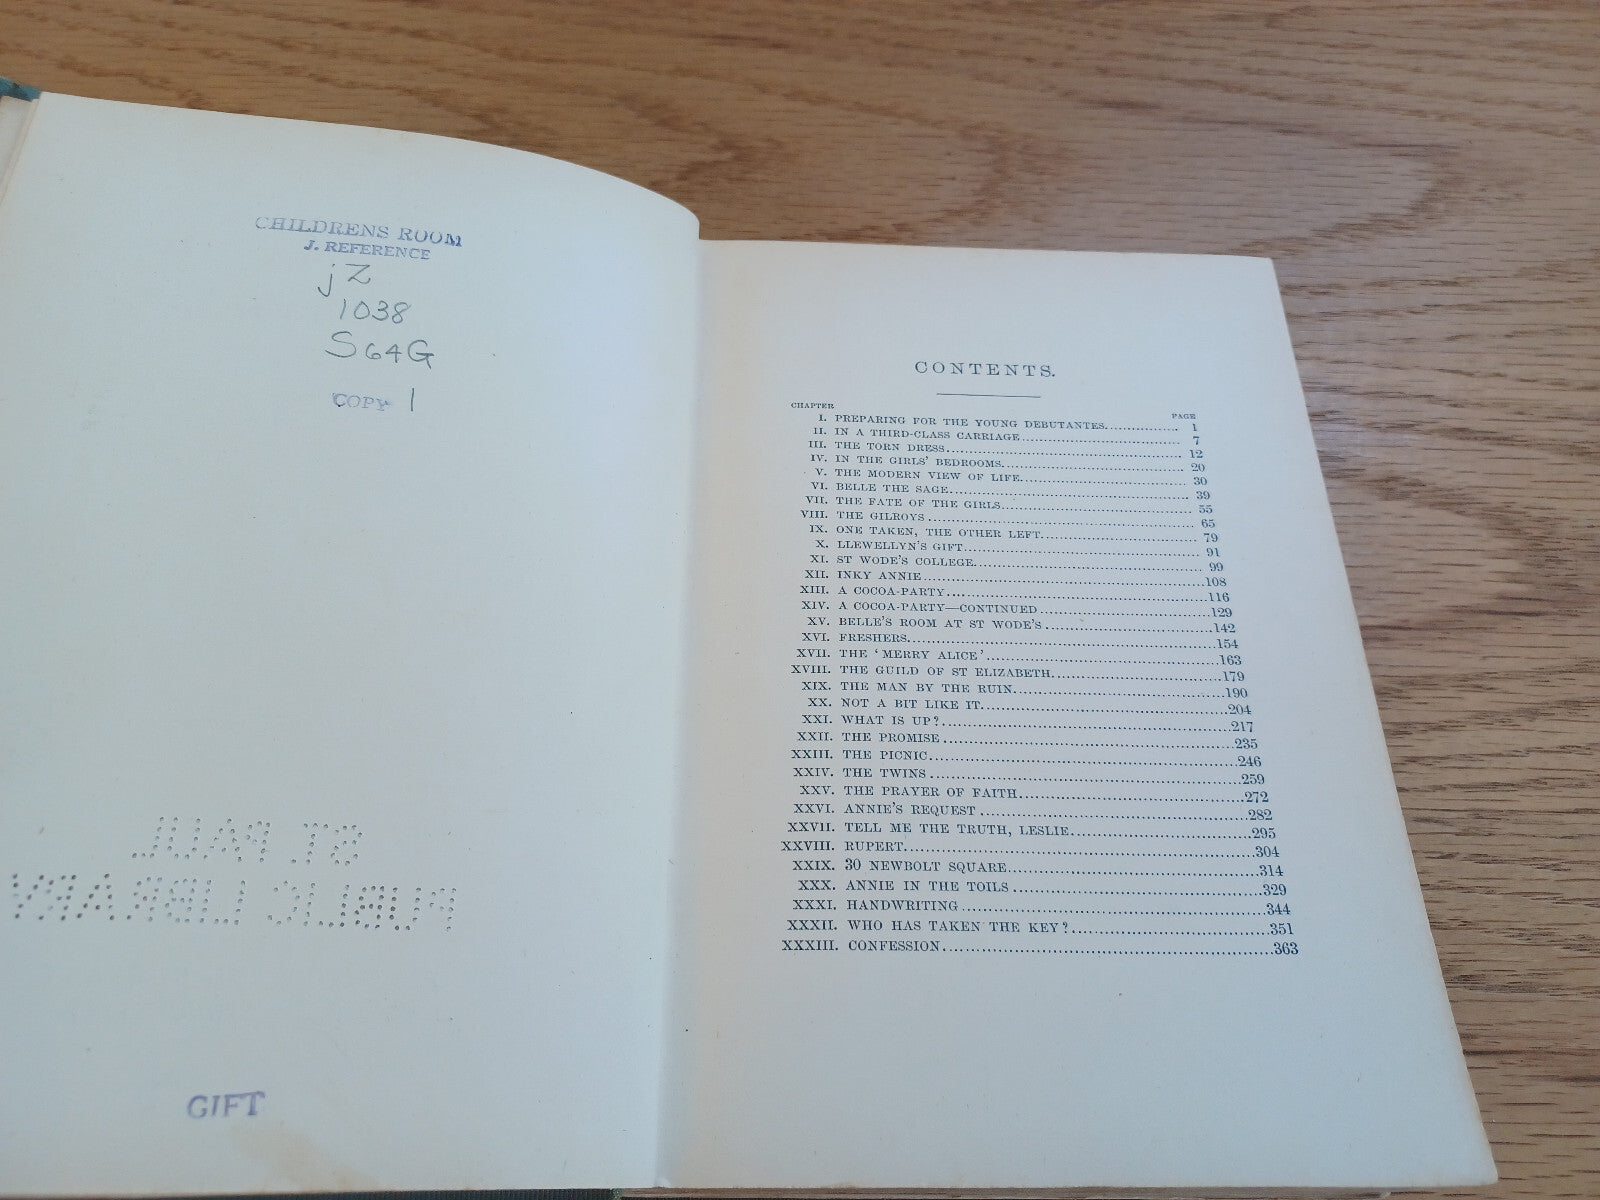 CHILDRENS ROOM
J. REFERENCE
jZ
1038
S64G
COPY 1
ST. PAUL
PUBLIC LIBRARY
GIFT
CONTENTS.
CHAPTER PAGE
I. PREPARING FOR THE YOUNG DEBUTANTES................ 1
II. IN A THIRD-CLASS CARRIAGE................ 7
III. THE TORN DRESS................ 12
IV. IN THE GIRLS' BEDROOMS................ 20
V. THE MODERN VIEW OF LIFE................ 30
VI. BELLE THE SAGE................ 39
VII. THE FATE OF THE GIRLS................ 55
VIII. THE GILROYS................ 65
IX. ONE TAKEN, THE OTHER LEFT................ 79
X. LLEWELLYN'S GIFT................ 91
XI. ST WODE'S COLLEGE................ 99
XII. INKY ANNIE................108
XIII. A COCOA-PARTY................116
XIV. A COCOA-PARTY—CONTINUED................129
XV. BELLE'S ROOM AT ST WODE'S................142
XVI. FRESHERS................154
XVII. THE 'MERRY ALICE'................163
XVIII. THE GUILD OF ST ELIZABETH................179
XIX. THE MAN BY THE RUIN................190
XX. NOT A BIT LIKE IT................204
XXI. WHAT IS UP?................217
XXII. THE PROMISE................235
XXIII. THE PICNIC................246
XXIV. THE TWINS................259
XXV. THE PRAYER OF FAITH................272
XXVI. ANNIE'S REQUEST................282
XXVII. TELL ME THE TRUTH, LESLIE................295
XXVIII. RUPERT................304
XXIX. 30 NEWBOLT SQUARE................314
XXX. ANNIE IN THE TOILS................329
XXXI. HANDWRITING................344
XXXII. WHO HAS TAKEN THE KEY?................351
XXXIII. CONFESSION................363